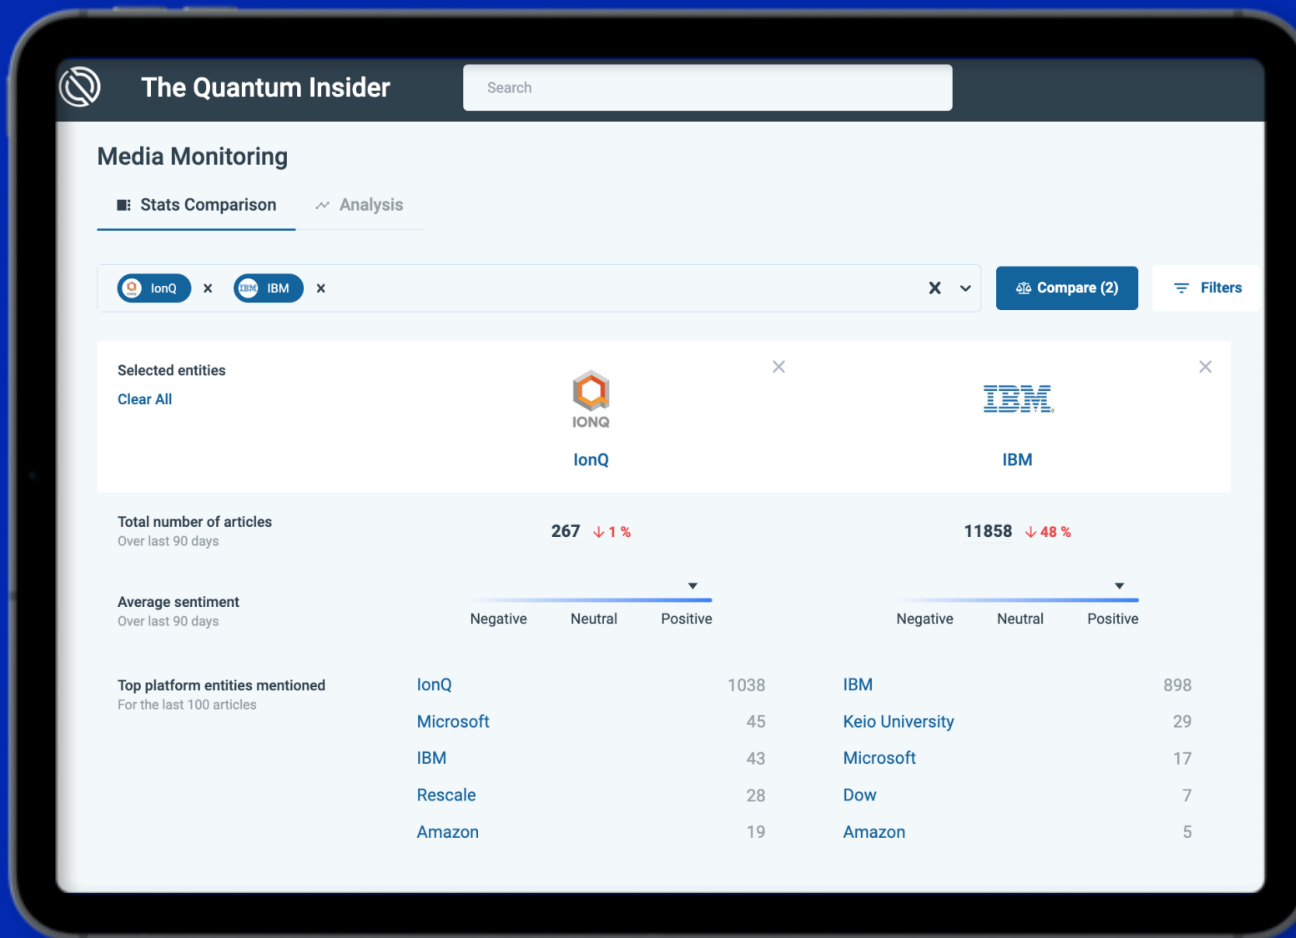 The Quantum Insider
Search
Media Monitoring
Stats Comparison
Analysis
IonQ
IBM
IBM
Compare (2)
Filters
Selected entities
Clear All
IONQ
IonQ
IBM
IBM
Total number of articles
Over last 90 days
267 ↓ 1 %
11858 ↓ 48 %
Average sentiment
Over last 90 days
Negative Neutral Positive
Negative Neutral Positive
Top platform entities mentioned
For the last 100 articles
IonQ 1038
Microsoft 45
IBM 43
Rescale 28
Amazon 19
IBM 898
Keio University 29
Microsoft 17
Dow 7
Amazon 5